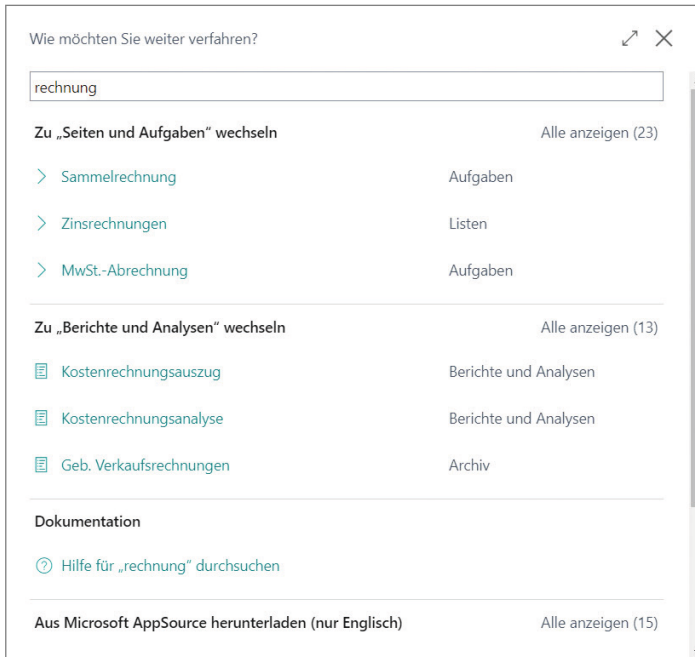 Wie möchten Sie weiter verfahren?
rechnung
Zu „Seiten und Aufgaben“ wechseln Alle anzeigen (23)
Sammelrechnung Aufgaben
Zinsrechnungen Listen
MwSt.-Abrechnung Aufgaben
Zu „Berichte und Analysen“ wechseln Alle anzeigen (13)
Kostenrechnungsauszug Berichte und Analysen
Kostenrechnungsanalyse Berichte und Analysen
Geb. Verkaufsrechnungen Archiv
Dokumentation
Hilfe für „rechnung“ durchsuchen
Aus Microsoft AppSource herunterladen (nur Englisch) Alle anzeigen (15)